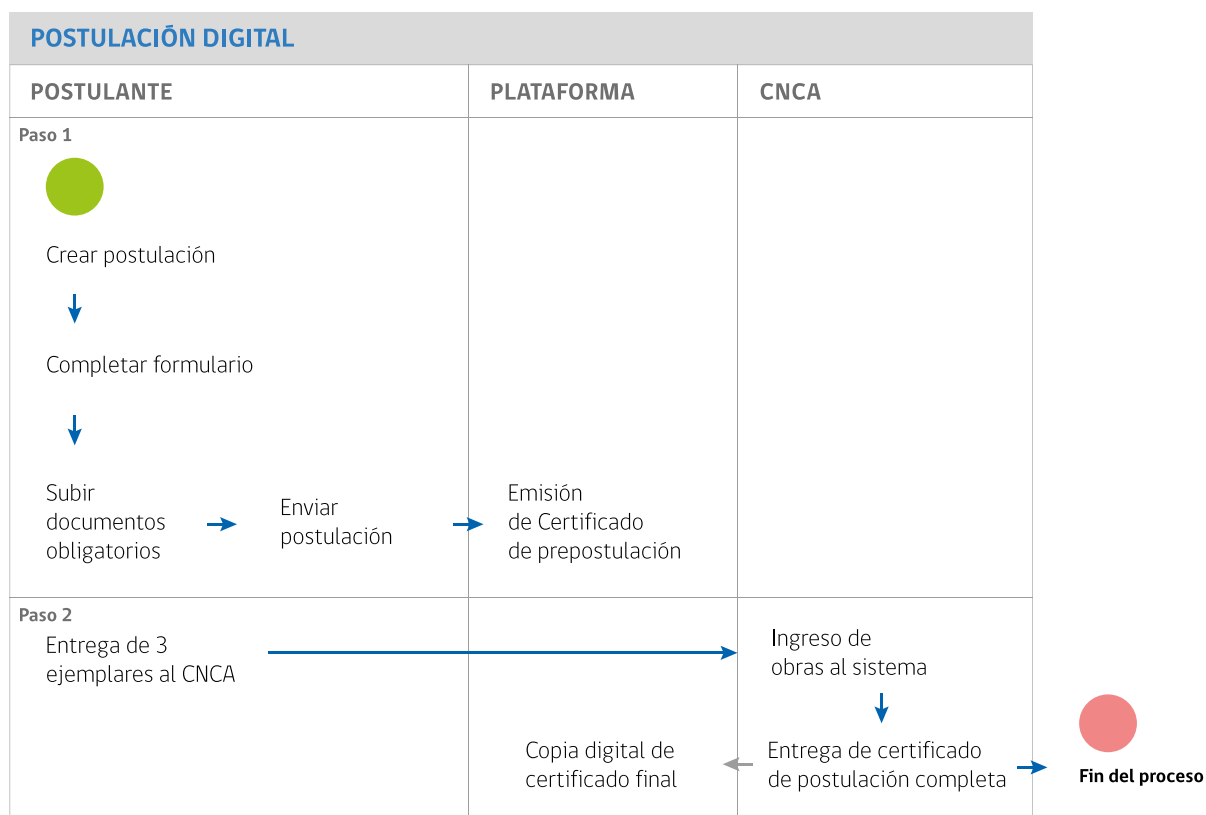 POSTULACIÓN DIGITAL
POSTULANTE
PLATAFORMA
CNCA
Paso 1
Crear postulación
Completar formulario
Subir
documentos
obligatorios
Enviar
postulación
Emisión
de Certificado
de prepostulación
Paso 2
Entrega de 3
ejemplares al CNCA
Ingreso de
obras al sistema
Copia digital de
certificado final
Entrega de certificado
de postulación completa
Fin del proceso